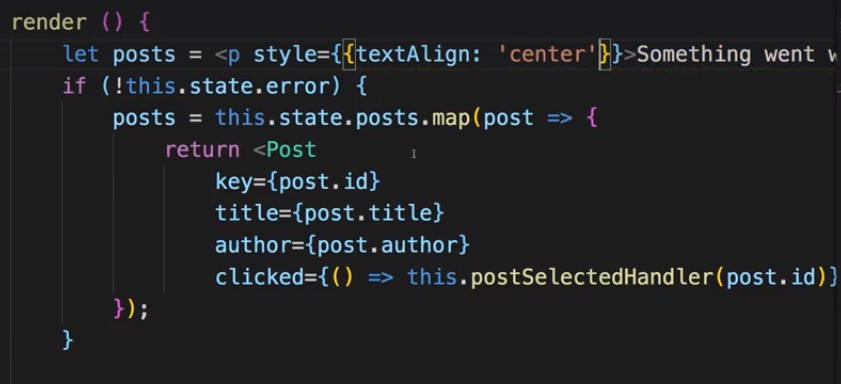 render () {
let posts = <p style={{textAlign: 'center'}}>Something went
if (!this.state.error) {
posts = this.state.posts.map(post => {
return <Post
key={post.id}
title={post.title}
author={post.author}
clicked={() => this.postSelectedHandler(post.id)}
});
}